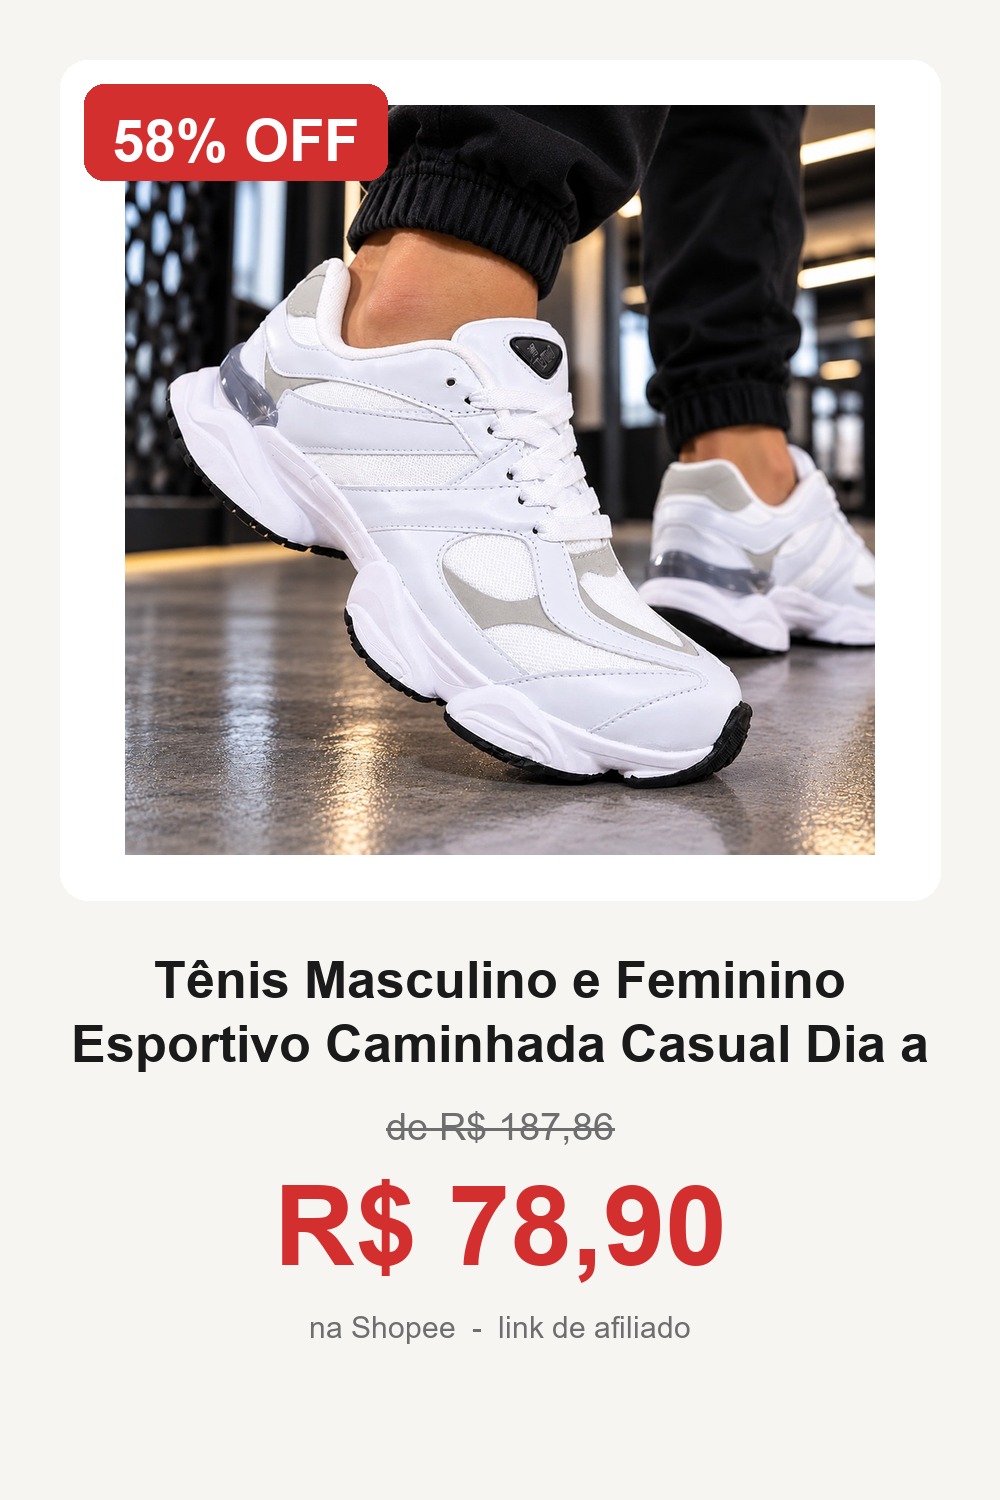 58% OFF
Tênis Masculino e Feminino
Esportivo Caminhada Casual Dia a
de R$ 187,86
R$ 78,90
na Shopee - link de afiliado